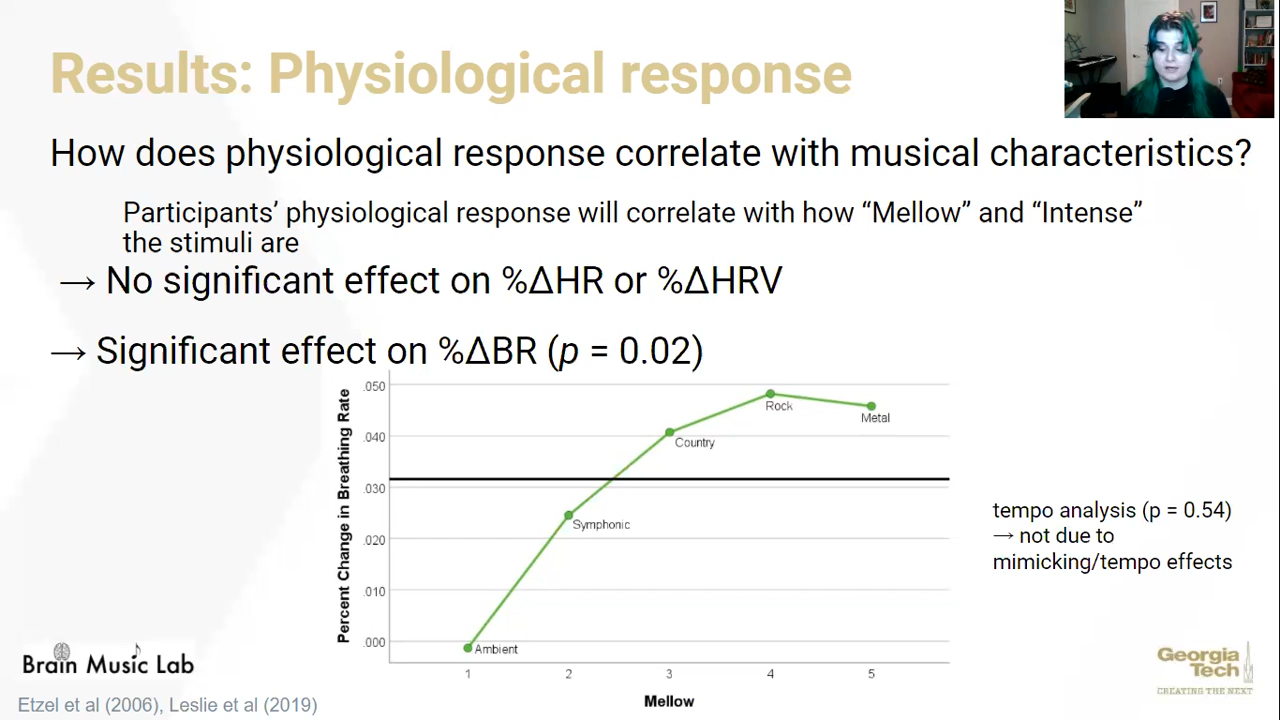 Results: Physiological response
How does physiological response correlate with musical characteristics?
Participants’ physiological response will correlate with how “Mellow” and “Intense”
the stimuli are
→ No significant effect on %ΔHR or %ΔHRV
→ Significant effect on %ΔBR (p = 0.02)
Percent Change in Breathing Rate
.050
.040
.030
.020
.010
.000
Ambient
Symphonic
Country
Rock
Metal
1
2
3
4
5
Mellow
tempo analysis (p = 0.54)
→ not due to
mimicking/tempo effects
Brain Music Lab
Etzel et al (2006), Leslie et al (2019)
Georgia
Tech
CREATING THE NEXT